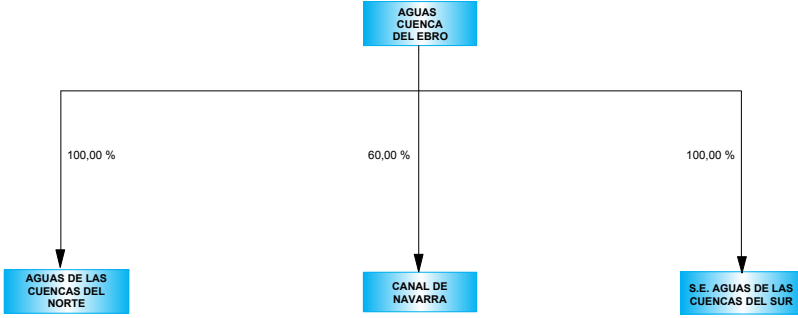 AGUAS
CUENCA
DEL EBRO
100,00 %
60,00 %
100,00 %
AGUAS DE LAS
CUENCAS DEL
NORTE
CANAL DE
NAVARRA
S.E. AGUAS DE LAS
CUENCAS DEL SUR